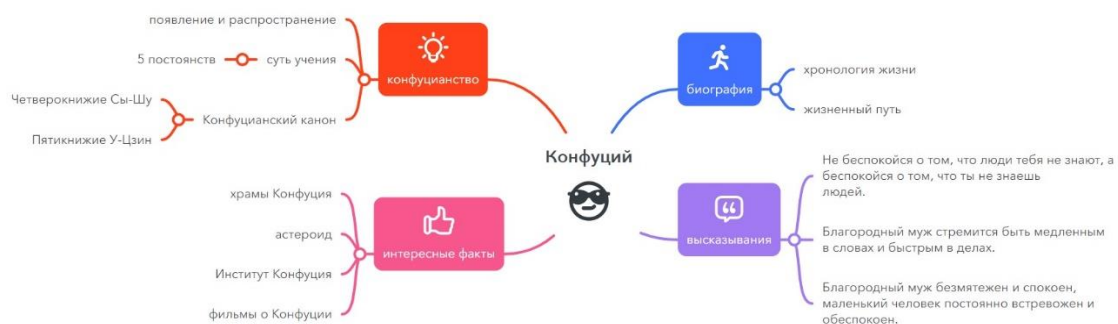 появление и распространение
5 постоянств
суть учения
Четверокнижие Сы-Шу
Пятикнижие У-Цзин
Конфуцианский канон
конфуцианство
биография
хронология жизни
жизненный путь
Конфуций
храмы Конфуция
астероид
Институт Конфуция
фильмы о Конфуции
интересные факты
высказывания
Не беспокойся о том, что люди тебя не знают, а
беспокойся о том, что ты не знаешь
людей.
Благородный муж стремится быть медленным
в словах и быстрым в делах.
Благородный муж безмятежен и спокоен,
маленький человек постоянно встревожен и
обеспокоен.